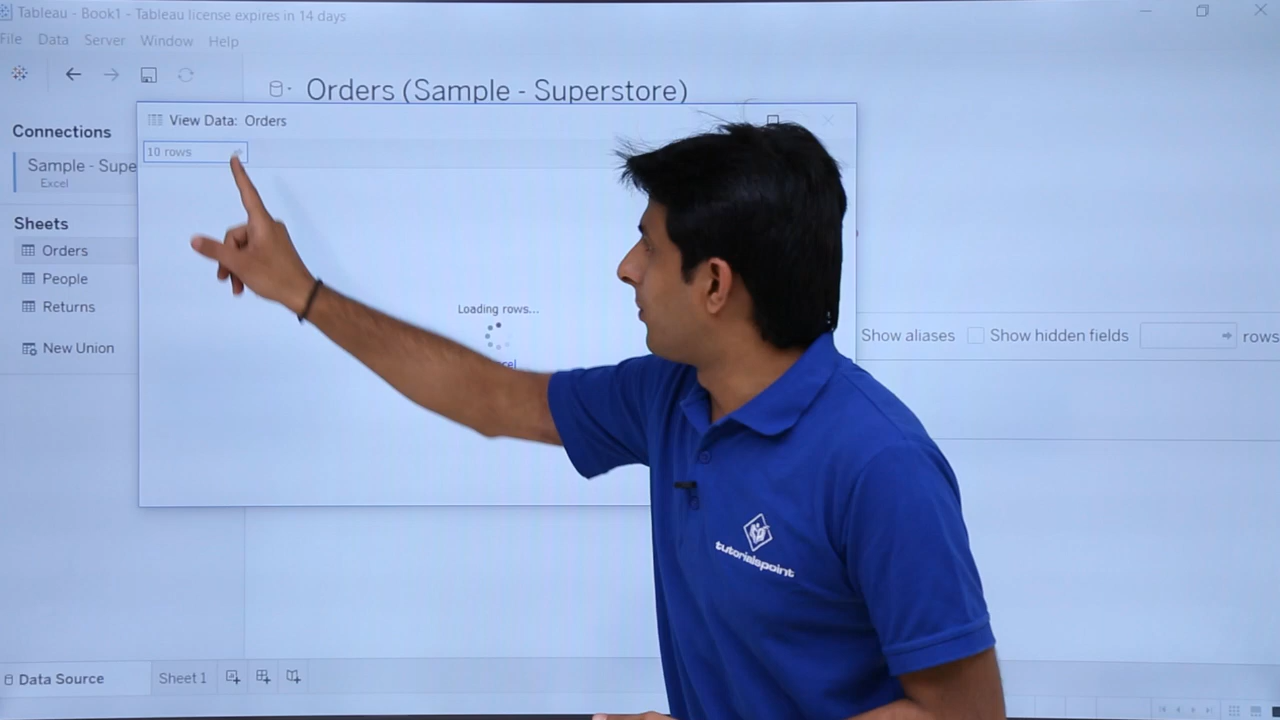 Tableau - Book1 - Tableau license expires in 14 days
File Data Server Window Help
Orders (Sample - Superstore)
Connections
View Data: Orders
10 rows
Sample - Supe
Excel
Sheets
Orders
People
Returns
New Union
Loading rows...
Show aliases Show hidden fields rows
tutorialspoint
Data Source Sheet 1